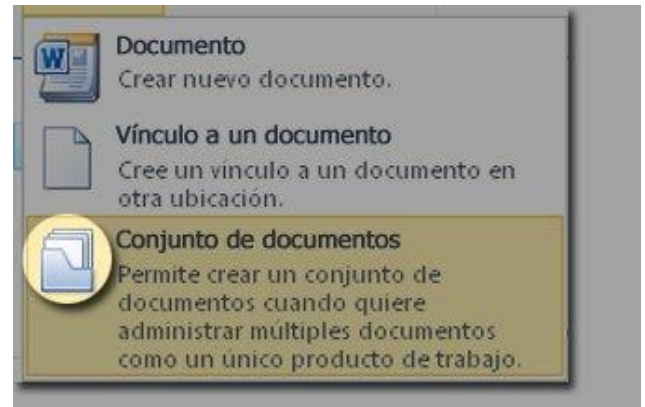 Documento
Crear nuevo documento.
Vínculo a un documento
Cree un vínculo a un documento en
otra ubicación.
Conjunto de documentos
Permite crear un conjunto de
documentos cuando quiere
administrar múltiples documentos
como un único producto de trabajo.